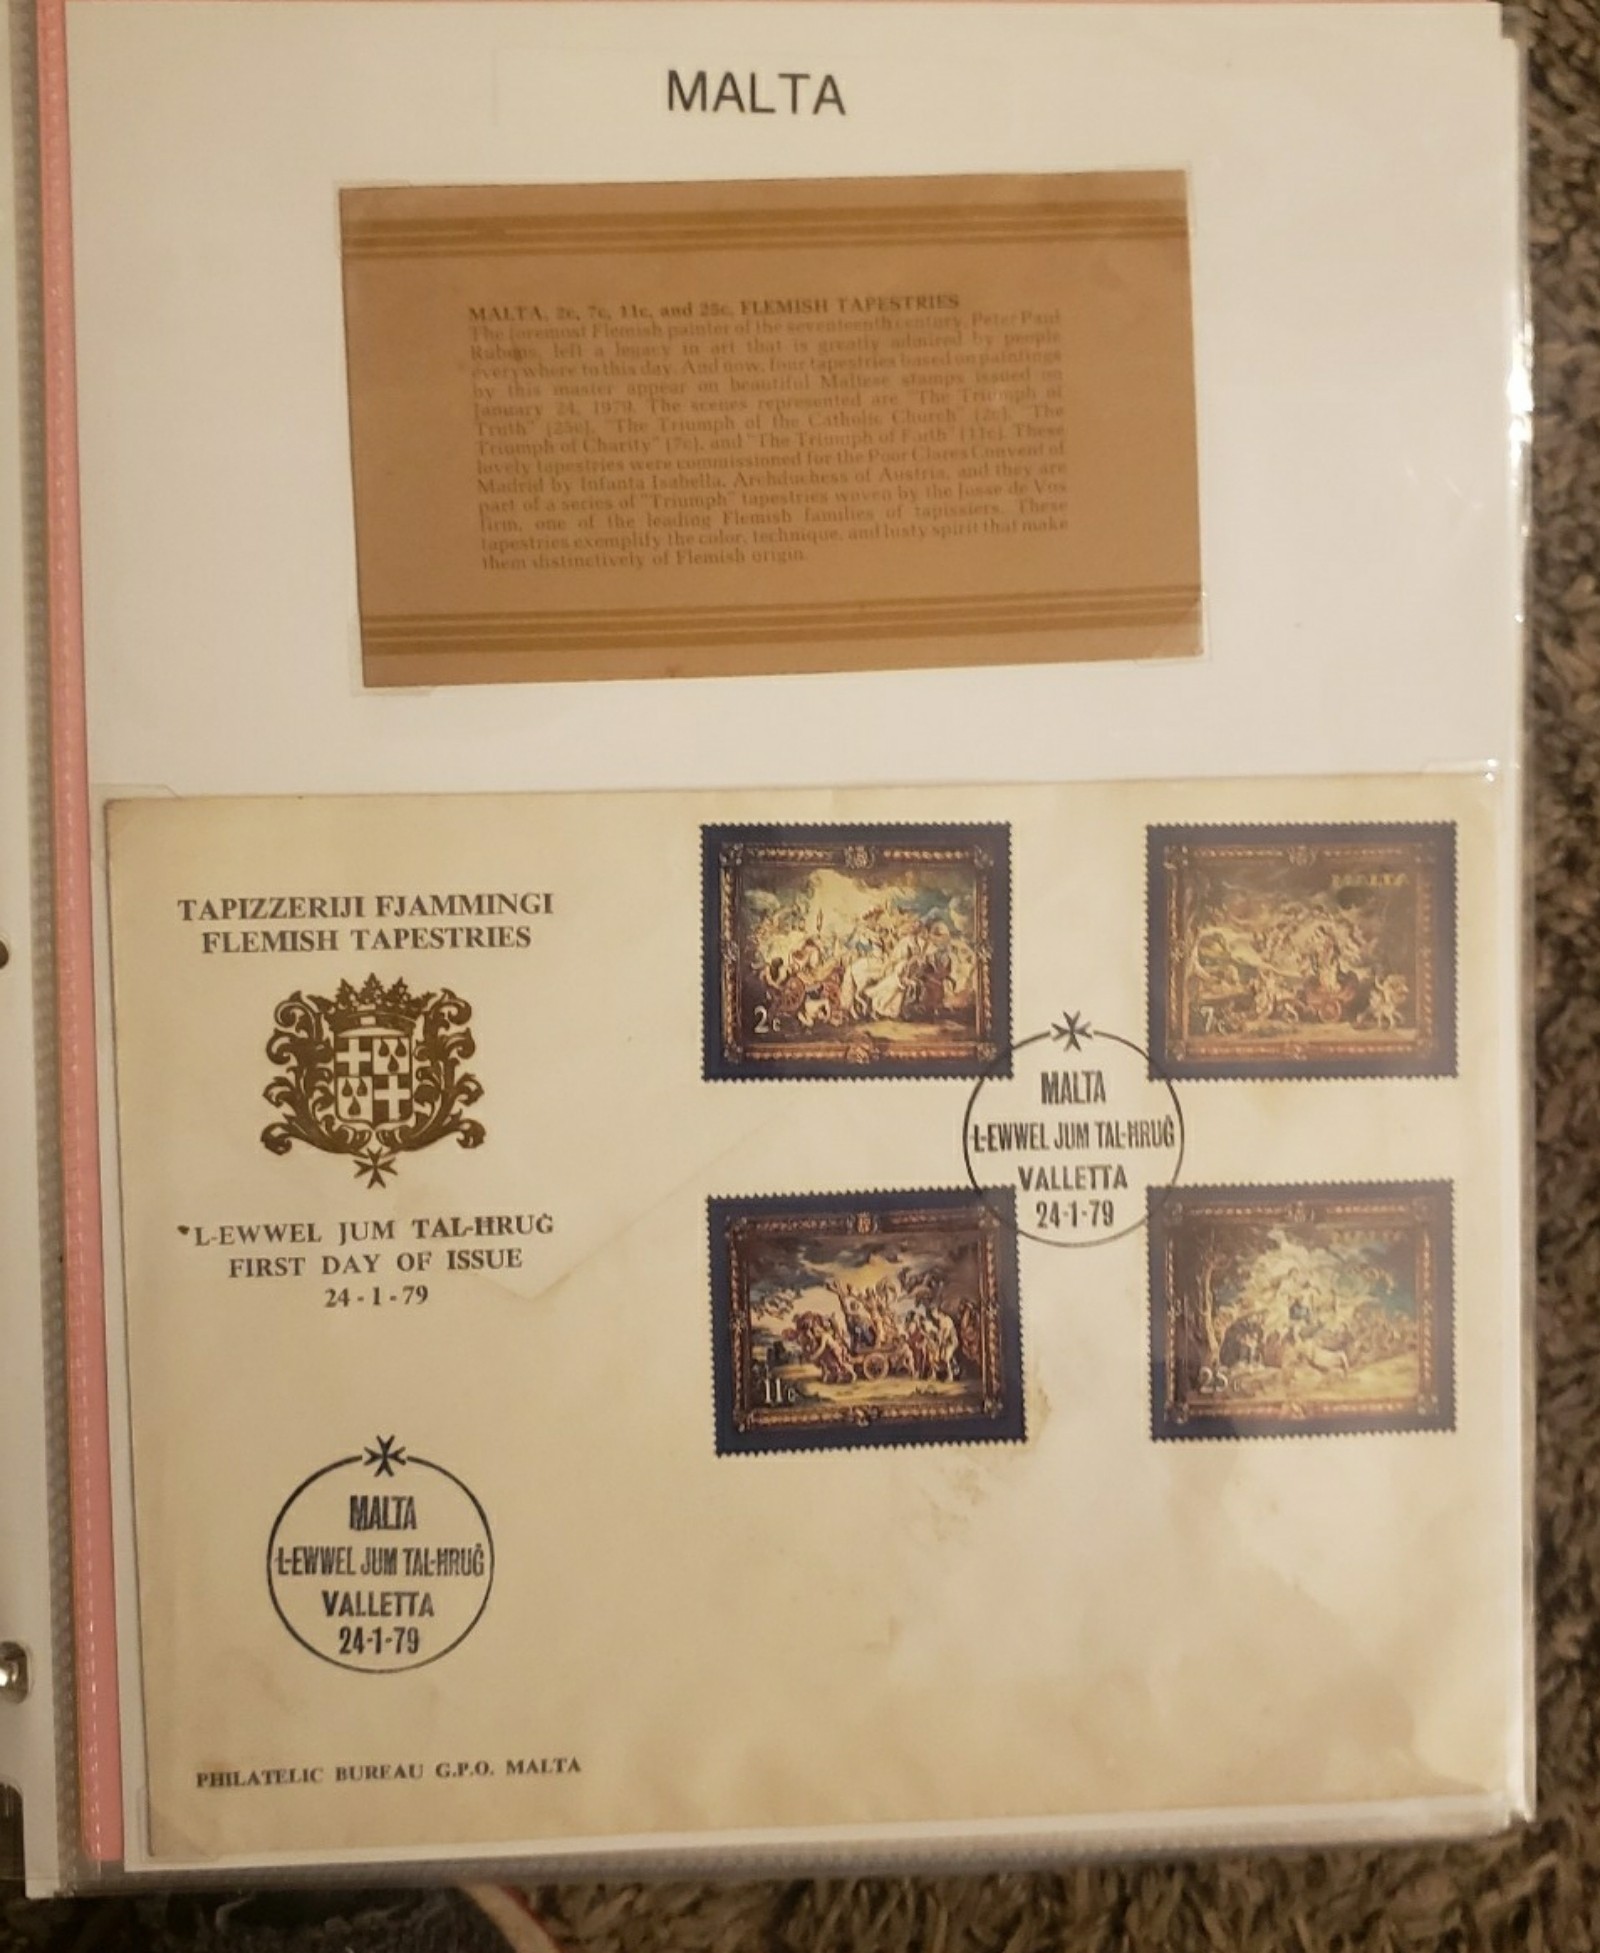 MALTA
MALTA, 2c, 7c, 11c, and 25c, FLEMISH TAPESTRIES
The foremost Flemish painter of the seventeenth century, Peter Paul
Rubens, left a legacy in art that is greatly admired by people
everywhere to this day. And now, four tapestries based on paintings
by this master appear on beautiful Maltese stamps issued on
January 24, 1979. The scenes represented are "The Triumph of
Truth" (25c), "The Triumph of the Catholic Church" (2c), "The
Triumph of Charity" (7c), and "The Triumph of Faith" (11c). These
lovely tapestries were commissioned for the Poor Clares Convent of
Madrid by Infanta Isabella, Archduchess of Austria, and they are
part of a series of "Triumph" tapestries woven by the Josse de Vos
firm, one of the leading Flemish families of tapissiers. These
tapestries exemplify the color, technique, and lusty spirit that make
them distinctively of Flemish origin.
TAPIZZERIJI FJAMMINGI
FLEMISH TAPESTRIES
L-EWWEL JUM TAL-ĦRUĠ
FIRST DAY OF ISSUE
24-1-79
MALTA
L-EWWEL JUM TAL-ĦRUĠ
VALLETTA
24-1-79
PHILATELIC BUREAU G.P.O. MALTA
2c
MALTA
7c
MALTA
L-EWWEL JUM TAL-ĦRUĠ
VALLETTA
24-1-79
11c
MALTA
25c